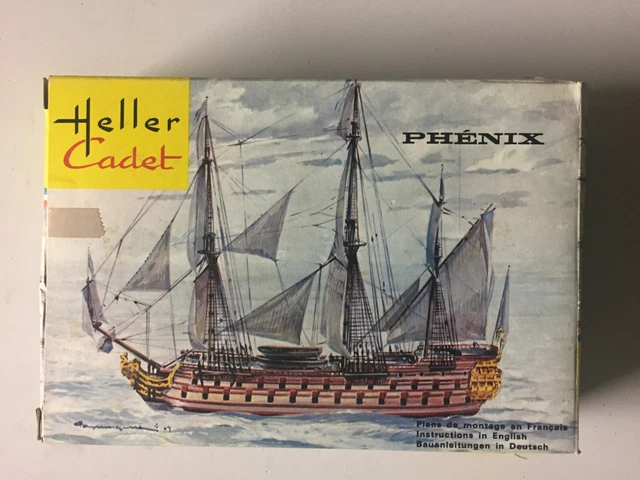 Heller
Cadet
PHÉNIX
Plans de montage en Français
Instructions in English
Bauanleitungen in Deutsch